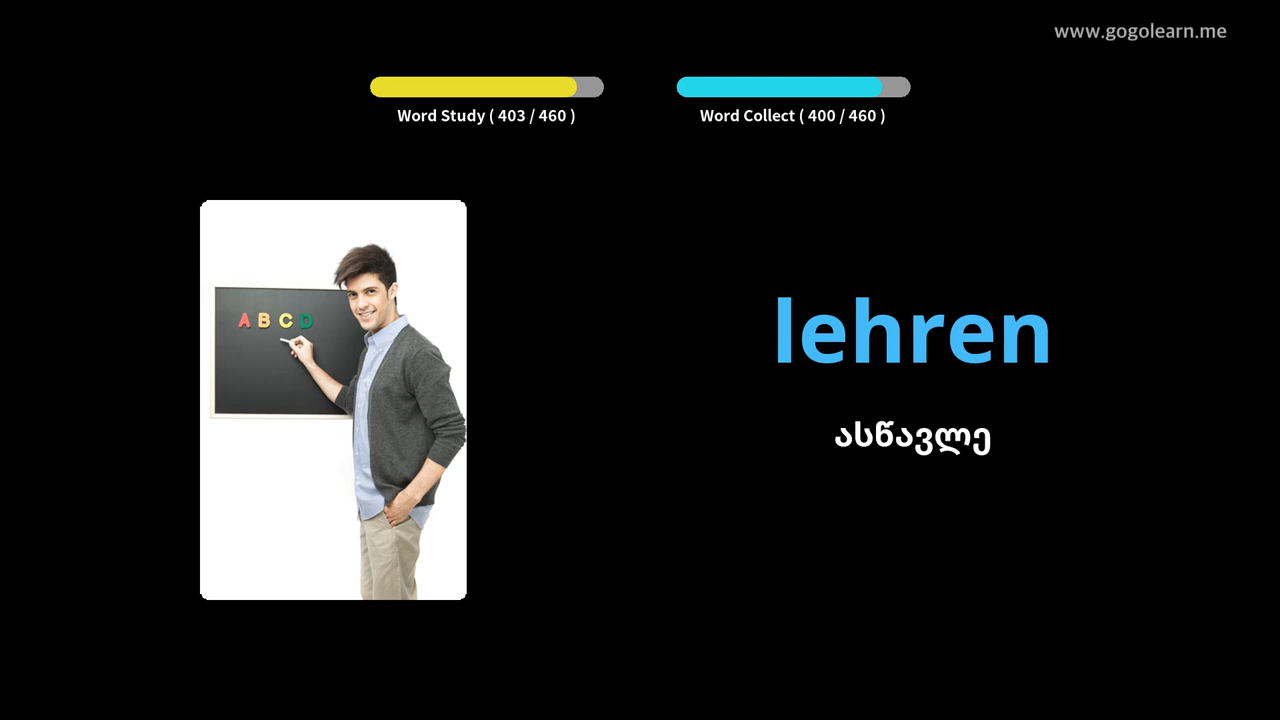 www.gogolearn.me
Word Study ( 403 / 460 )
Word Collect ( 400 / 460 )
A B C D
lehren
ასწავლე